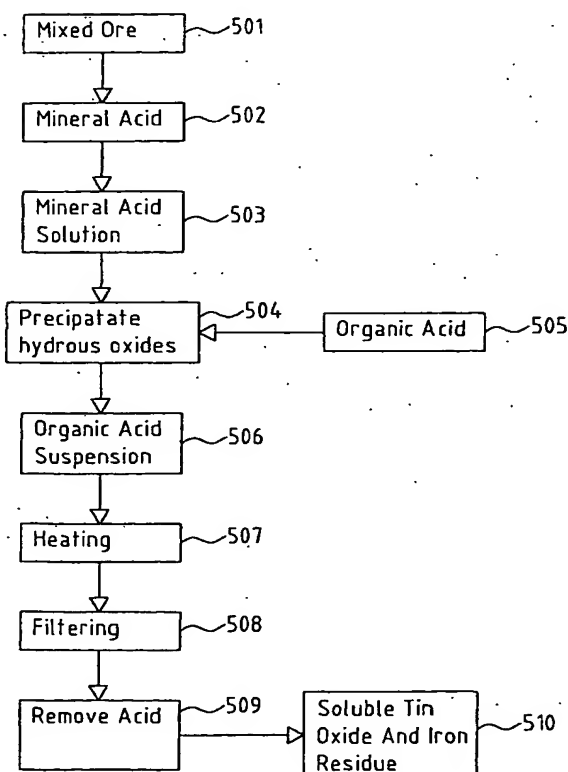 Mixed Ore
501
Mineral Acid
502
Mineral Acid
Solution
503
Precipatate
hydrous oxides
504
Organic Acid
505
Organic Acid
Suspension
506
Heating
507
Filtering
508
Remove Acid
509
Soluble Tin
Oxide And Iron
Residue
510